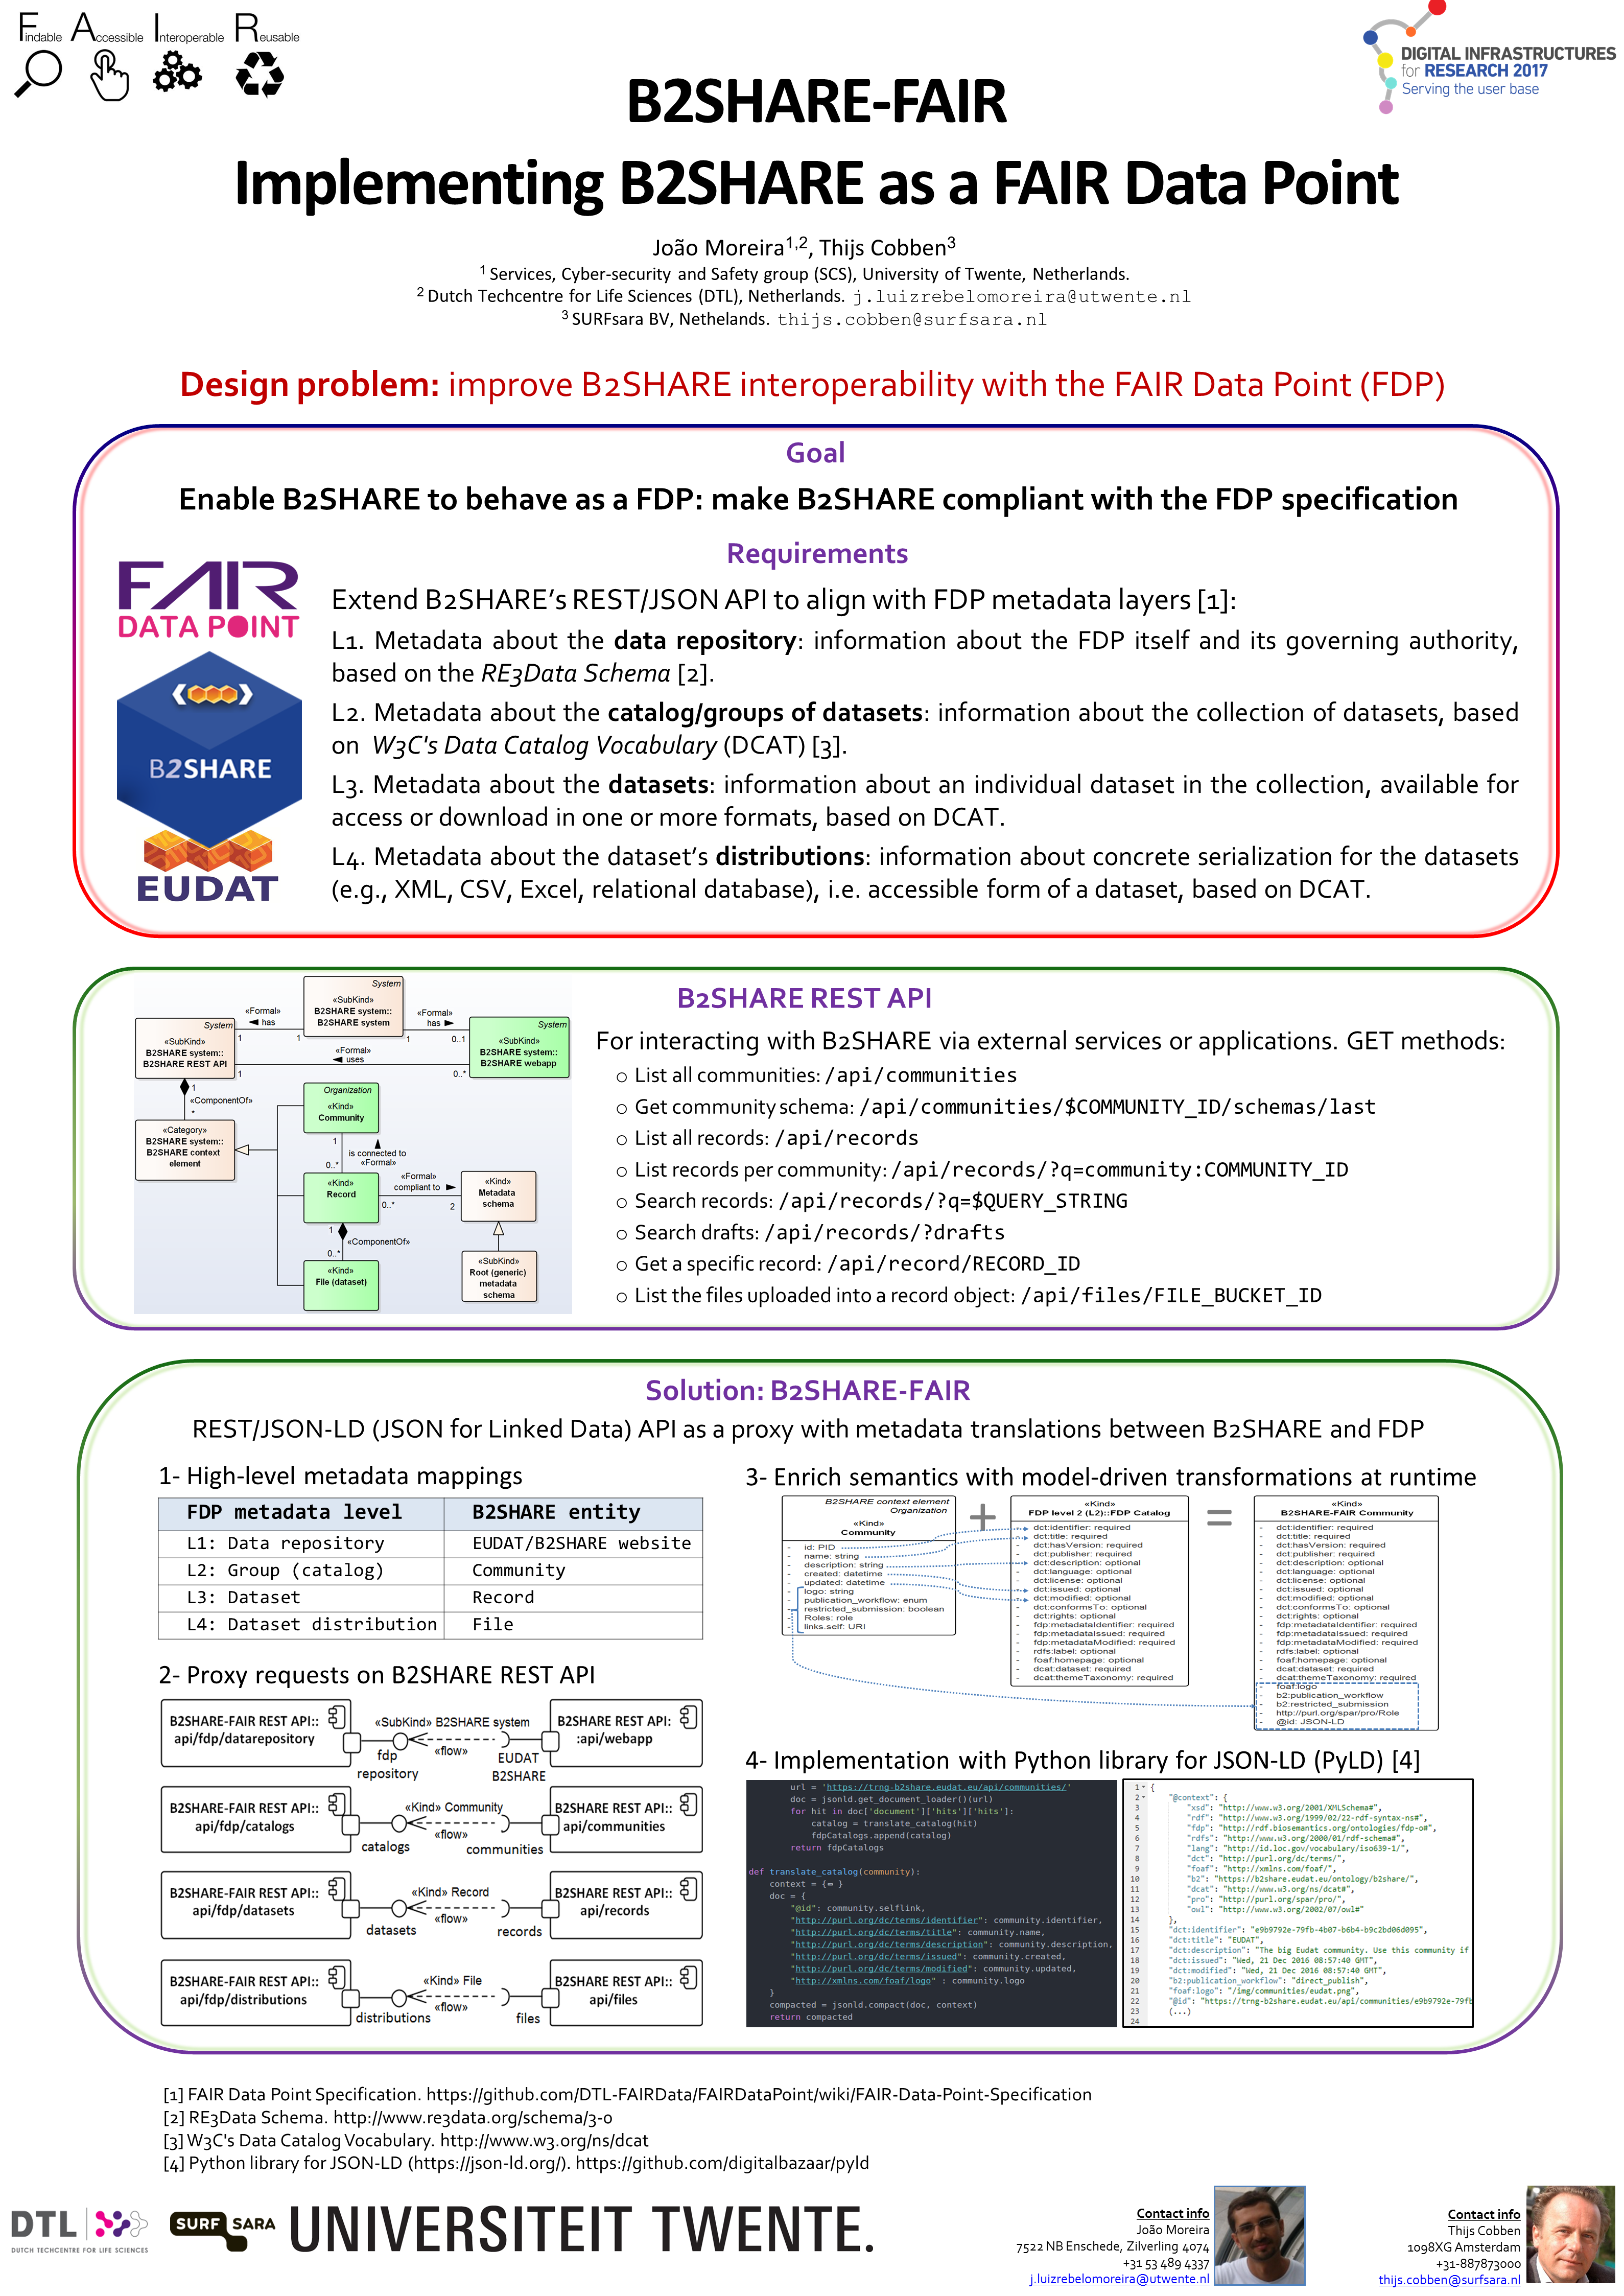 Findable Accessible Interoperable Reusable
DIGITAL INFRASTRUCTURES
for RESEARCH 2017
Serving the user base
B2SHARE-FAIR
Implementing B2SHARE as a FAIR Data Point
João Moreira1,2, Thijs Cobben3
1 Services, Cyber-security and Safety group (SCS), University of Twente, Netherlands.
2 Dutch Techcentre for Life Sciences (DTL), Netherlands. j.luizrebelomoreira@utwente.nl
3 SURFsara BV, Nethelands. thijs.cobben@surfsara.nl
Design problem: improve B2SHARE interoperability with the FAIR Data Point (FDP)
Goal
Enable B2SHARE to behave as a FDP: make B2SHARE compliant with the FDP specification
Requirements
FAIR
DATA POINT
B2SHARE
EUDAT
Extend B2SHARE's REST/JSON API to align with FDP metadata layers [1]:
L1. Metadata about the data repository: information about the FDP itself and its governing authority,
based on the RE3Data Schema [2].
L2. Metadata about the catalog/groups of datasets: information about the collection of datasets, based
on W3C's Data Catalog Vocabulary (DCAT) [3].
L3. Metadata about the datasets: information about an individual dataset in the collection, available for
access or download in one or more formats, based on DCAT.
L4. Metadata about the dataset's distributions: information about concrete serialization for the datasets
(e.g., XML, CSV, Excel, relational database), i.e. accessible form of a dataset, based on DCAT.
System
«SubKind»
B2SHARE system::
B2SHARE system
«Formal»
has
1
1
«Formal»
has
1
0..1
System
«SubKind»
B2SHARE system::
B2SHARE REST API
System
«SubKind»
B2SHARE system::
B2SHARE webapp
«Formal»
uses
1
0..*
1
«ComponentOf»
*
«Category»
B2SHARE system::
B2SHARE context
element
Organization
«Kind»
Community
1
is connected to
«Formal»
0..*
«Kind»
Record
«Formal»
compliant to
0..*
2
«Kind»
Metadata
schema
1
«ComponentOf»
0..*
«Kind»
File (dataset)
«SubKind»
Root (generic)
metadata
schema
B2SHARE REST API
For interacting with B2SHARE via external services or applications. GET methods:
o List all communities: /api/communities
o Get community schema: /api/communities/$COMMUNITY_ID/schemas/last
o List all records: /api/records
o List records per community: /api/records/?q=community:COMMUNITY_ID
o Search records: /api/records/?q=$QUERY_STRING
o Search drafts: /api/records/?drafts
o Get a specific record: /api/record/RECORD_ID
o List the files uploaded into a record object: /api/files/FILE_BUCKET_ID
Solution: B2SHARE-FAIR
REST/JSON-LD (JSON for Linked Data) API as a proxy with metadata translations between B2SHARE and FDP
1- High-level metadata mappings
FDP metadata level B2SHARE entity
L1: Data repository EUDAT/B2SHARE website
L2: Group (catalog) Community
L3: Dataset Record
L4: Dataset distribution File
2- Proxy requests on B2SHARE REST API
B2SHARE-FAIR REST API::
api/fdp/datarepository
«SubKind» B2SHARE system
«flow»
fdp
repository
EUDAT
B2SHARE
B2SHARE REST API:
:api/webapp
B2SHARE-FAIR REST API::
api/fdp/catalogs
«Kind» Community
«flow»
catalogs
communities
B2SHARE REST API::
api/communities
B2SHARE-FAIR REST API::
api/fdp/datasets
«Kind» Record
«flow»
datasets
records
B2SHARE REST API::
api/records
B2SHARE-FAIR REST API::
api/fdp/distributions
«Kind» File
«flow»
distributions
files
B2SHARE REST API::
api/files
3- Enrich semantics with model-driven transformations at runtime
B2SHARE context element
Organization
«Kind»
Community
- id: PID
- name: string
- description: string
- created: datetime
- updated: datetime
- logo: string
- publication_workflow: enum
- restricted_submission: boolean
- Roles: role
- links.self: URI
+
«Kind»
FDP level 2 (L2)::FDP Catalog
- dct:identifier: required
- dct:title: required
- dct:hasVersion: required
- dct:publisher: required
- dct:description: optional
- dct:language: optional
- dct:license: optional
- dct:issued: optional
- dct:modified: optional
- dct:conformsTo: optional
- dct:rights: optional
- fdp:metadataIdentifier: required
- fdp:metadataIssued: required
- fdp:metadataModified: required
- rdfs:label: optional
- foaf:homepage: optional
- dcat:dataset: required
- dcat:themeTaxonomy: required
=
«Kind»
B2SHARE-FAIR Community
- dct:identifier: required
- dct:title: required
- dct:hasVersion: required
- dct:publisher: required
- dct:description: optional
- dct:language: optional
- dct:license: optional
- dct:issued: optional
- dct:modified: optional
- dct:conformsTo: optional
- dct:rights: optional
- fdp:metadataIdentifier: required
- fdp:metadataIssued: required
- fdp:metadataModified: required
- rdfs:label: optional
- foaf:homepage: optional
- dcat:dataset: required
- dcat:themeTaxonomy: required
- foaf:logo
- b2:publication_workflow
- b2:restricted_submission
- http://purl.org/spar/pro/Role
- @id: JSON-LD
4- Implementation with Python library for JSON-LD (PyLD) [4]
url = 'https://trng-b2share.eudat.eu/api/communities/'
doc = jsonld.get_document_loader()(url)
for hit in doc['document']['hits']['hits']:
catalog = translate_catalog(hit)
fdpCatalogs.append(catalog)
return fdpCatalogs
def translate_catalog(community):
context = { }
doc = {
"@id": community.selflink,
"http://purl.org/dc/terms/identifier": community.identifier,
"http://purl.org/dc/terms/title": community.name,
"http://purl.org/dc/terms/description": community.description,
"http://purl.org/dc/terms/issued": community.created,
"http://purl.org/dc/terms/modified": community.updated,
"http://xmlns.com/foaf/logo" : community.logo
}
compacted = jsonld.compact(doc, context)
return compacted
1 {
2 "@context": {
3 "xsd": "http://www.w3.org/2001/XMLSchema#",
4 "rdf": "http://www.w3.org/1999/02/22-rdf-syntax-ns#",
5 "fdp": "http://rdf.biosemantics.org/ontologies/fdp-o#",
6 "rdfs": "http://www.w3.org/2000/01/rdf-schema#",
7 "lang": "http://id.loc.gov/vocabulary/iso639-1/",
8 "dct": "http://purl.org/dc/terms/",
9 "foaf": "http://xmlns.com/foaf/",
10 "b2": "https://b2share.eudat.eu/ontology/b2share/",
11 "dcat": "http://www.w3.org/ns/dcat#",
12 "pro": "http://purl.org/spar/pro/",
13 "owl": "http://www.w3.org/2002/07/owl#"
14 },
15 "dct:identifier": "e9b9792e-79fb-4b07-b6b4-b9c2bd06d095",
16 "dct:title": "EUDAT",
17 "dct:description": "The big Eudat community. Use this community if
18 "dct:issued": "Wed, 21 Dec 2016 08:57:40 GMT",
19 "dct:modified": "Wed, 21 Dec 2016 08:57:40 GMT",
20 "b2:publication_workflow": "direct_publish",
21 "foaf:logo": "/img/communities/eudat.png",
22 "@id": "https://trng-b2share.eudat.eu/api/communities/e9b9792e-79fb
23 (...)
24
[1] FAIR Data Point Specification. https://github.com/DTL-FAIRData/FAIRDataPoint/wiki/FAIR-Data-Point-Specification
[2] RE3Data Schema. http://www.re3data.org/schema/3-0
[3] W3C's Data Catalog Vocabulary. http://www.w3.org/ns/dcat
[4] Python library for JSON-LD (https://json-ld.org/). https://github.com/digitalbazaar/pyld
DTL
DUTCH TECHCENTRE FOR LIFE SCIENCES
SURF SARA
UNIVERSITEIT TWENTE.
Contact info
João Moreira
7522 NB Enschede, Zilverling 4074
+31 53 489 4337
j.luizrebelomoreira@utwente.nl
Contact info
Thijs Cobben
1098XG Amsterdam
+31-887873000
thijs.cobben@surfsara.nl